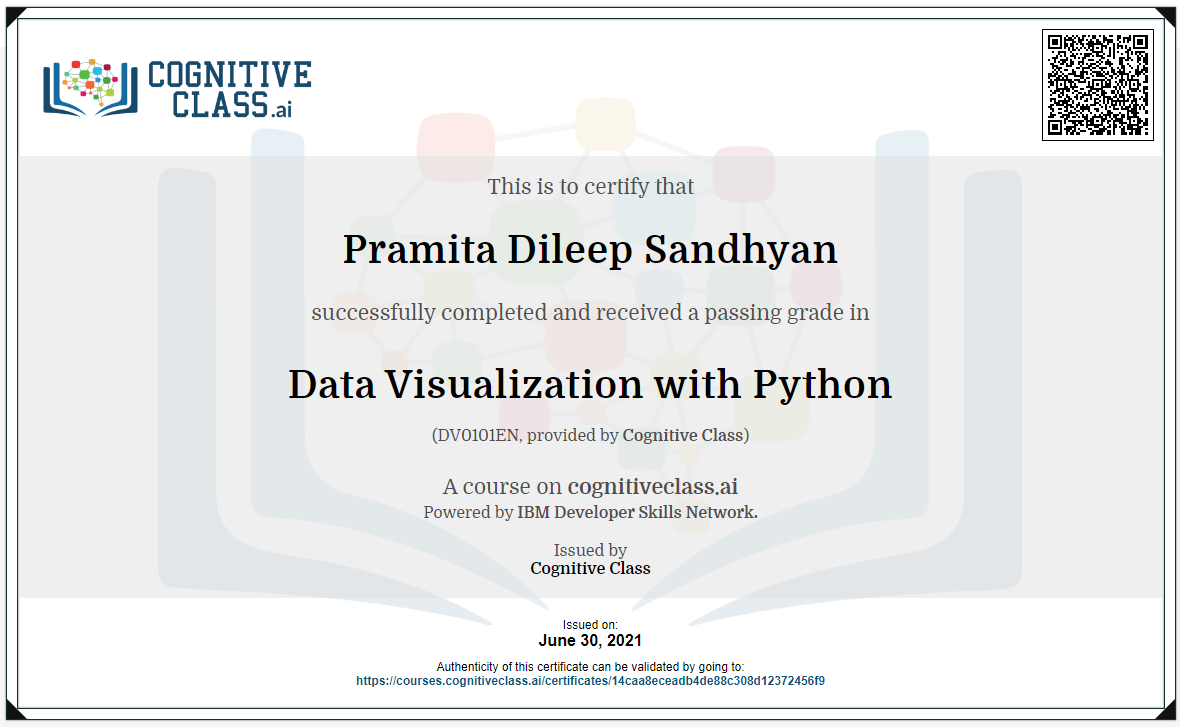 COGNITIVE
CLASS.ai
This is to certify that
Pramita Dileep Sandhyan
successfully completed and received a passing grade in
Data Visualization with Python
(DV0101EN, provided by Cognitive Class)
A course on cognitiveclass.ai
Powered by IBM Developer Skills Network.
Issued by
Cognitive Class
Issued on:
June 30, 2021
Authenticity of this certificate can be validated by going to:
https://courses.cognitiveclass.ai/certificates/14caa8eceadb4de88c308d12372456f9